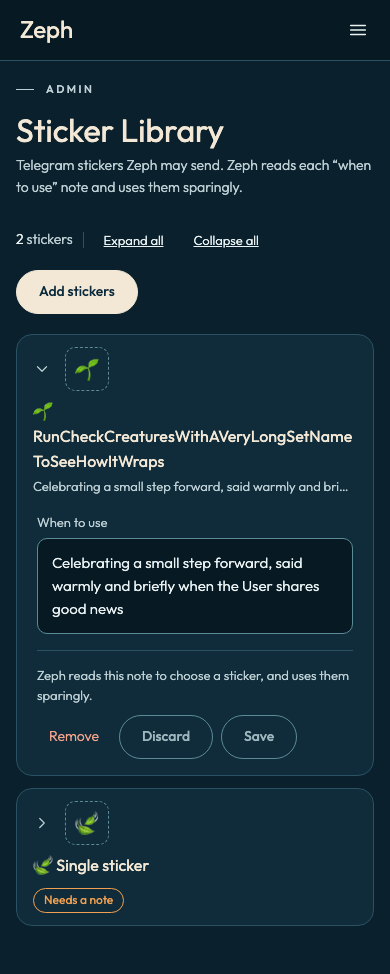 Zeph
ADMIN
Sticker Library
Telegram stickers Zeph may send. Zeph reads each “when
to use” note and uses them sparingly.
2 stickers
Expand all
Collapse all
Add stickers
🌱
🌱
RunCheckCreaturesWithAVeryLongSetName
ToSeeHowItWraps
Celebrating a small step forward, said warmly and bri…
When to use
Celebrating a small step forward, said
warmly and briefly when the User shares
good news
Zeph reads this note to choose a sticker, and uses them
sparingly.
Remove
Discard
Save
🍃
🍃 Single sticker
Needs a note